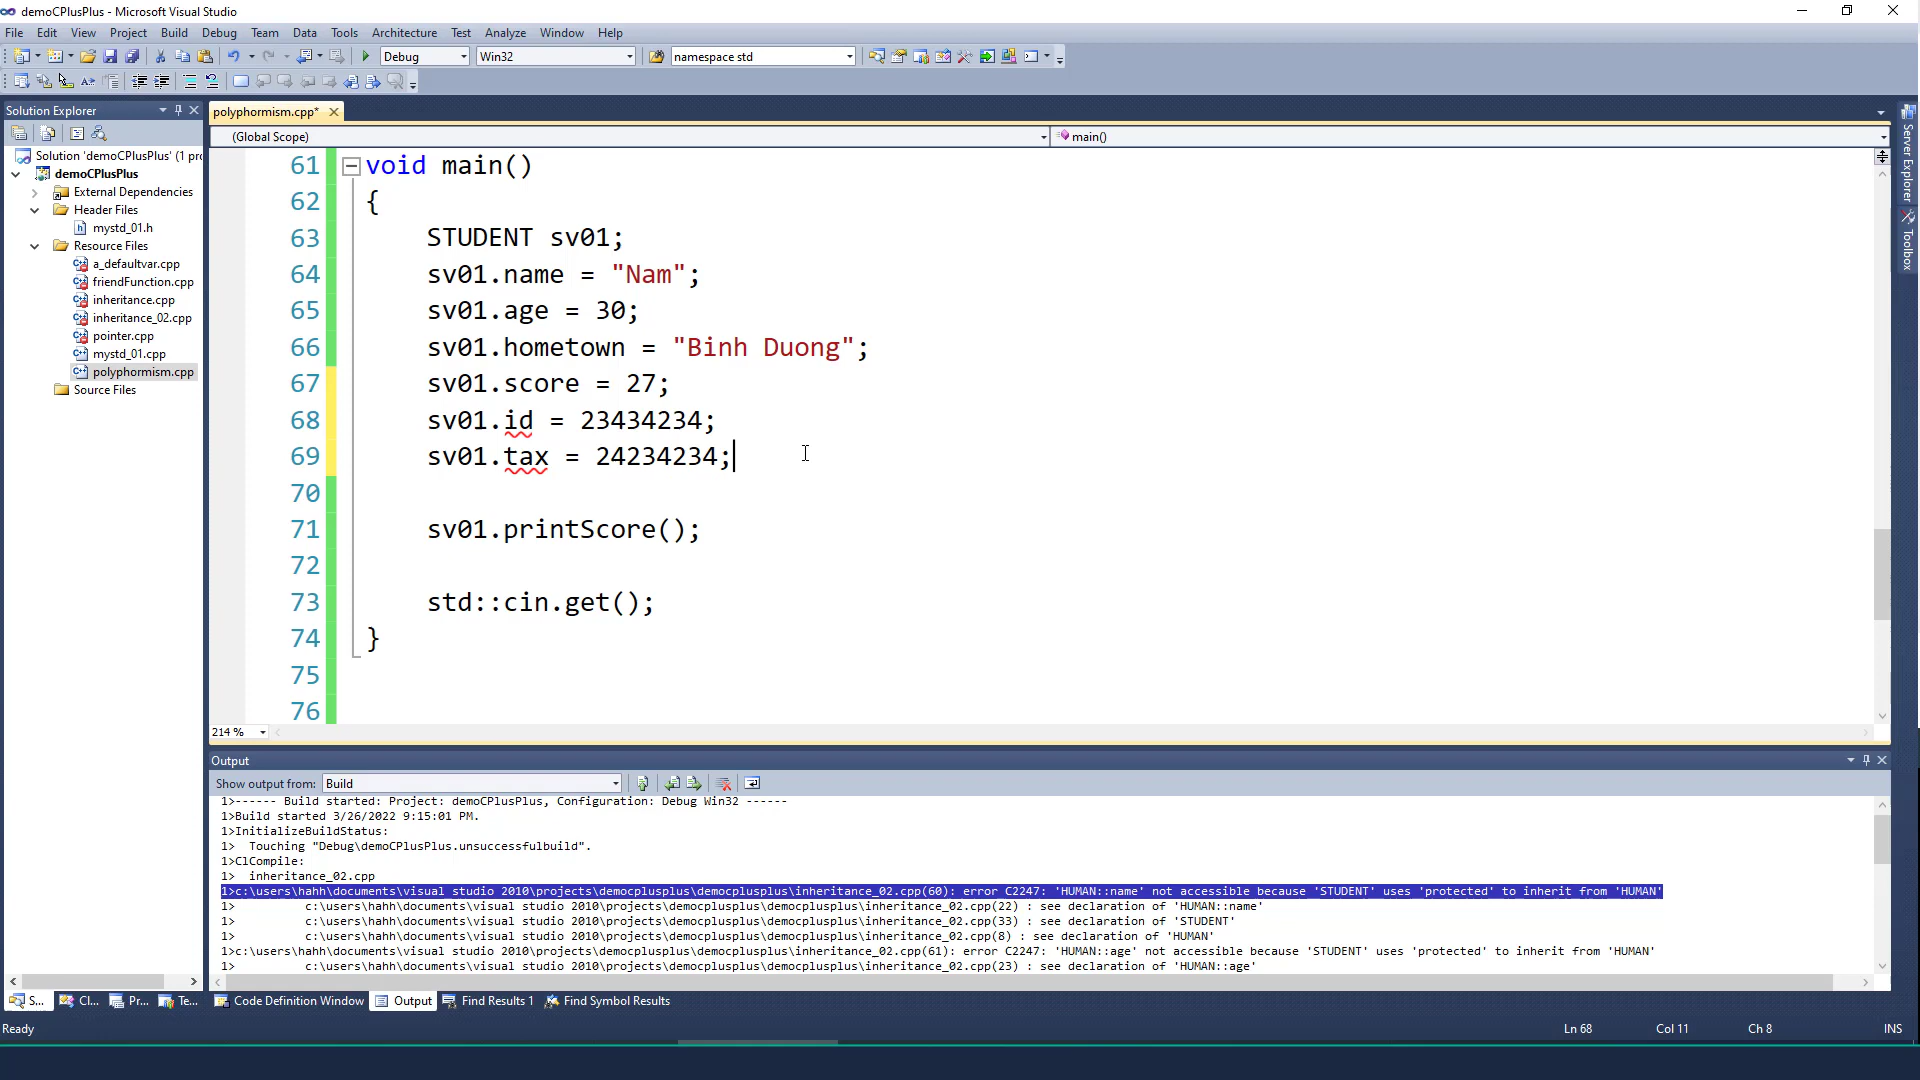 demoCPlusPlus - Microsoft Visual Studio
File Edit View Project Build Debug Team Data Tools Architecture Test Analyze Window Help
Debug Win32 namespace std
Solution Explorer
polyphormism.cpp*
(Global Scope) main()
Solution 'demoCPlusPlus' (1 pro
demoCPlusPlus
External Dependencies
Header Files
mystd_01.h
Resource Files
a_defaultvar.cpp
friendFunction.cpp
inheritance.cpp
inheritance_02.cpp
pointer.cpp
mystd_01.cpp
polyphormism.cpp
Source Files
61 void main()
62 {
63 STUDENT sv01;
64 sv01.name = "Nam";
65 sv01.age = 30;
66 sv01.hometown = "Binh Duong";
67 sv01.score = 27;
68 sv01.id = 23434234;
69 sv01.tax = 24234234;
70
71 sv01.printScore();
72
73 std::cin.get();
74 }
75
76
214 %
Server Explorer
Toolbox
Output
Show output from: Build
1>------ Build started: Project: demoCPlusPlus, Configuration: Debug Win32 ------
1>Build started 3/26/2022 9:15:01 PM.
1>InitializeBuildStatus:
1> Touching "Debug\demoCPlusPlus.unsuccessfulbuild".
1>ClCompile:
1> inheritance_02.cpp
1>c:\users\hahh\documents\visual studio 2010\projects\democplusplus\democplusplus\inheritance_02.cpp(60): error C2247: 'HUMAN::name' not accessible because 'STUDENT' uses 'protected' to inherit from 'HUMAN'
1> c:\users\hahh\documents\visual studio 2010\projects\democplusplus\democplusplus\inheritance_02.cpp(22) : see declaration of 'HUMAN::name'
1> c:\users\hahh\documents\visual studio 2010\projects\democplusplus\democplusplus\inheritance_02.cpp(33) : see declaration of 'STUDENT'
1> c:\users\hahh\documents\visual studio 2010\projects\democplusplus\democplusplus\inheritance_02.cpp(8) : see declaration of 'HUMAN'
1>c:\users\hahh\documents\visual studio 2010\projects\democplusplus\democplusplus\inheritance_02.cpp(61): error C2247: 'HUMAN::age' not accessible because 'STUDENT' uses 'protected' to inherit from 'HUMAN'
1> c:\users\hahh\documents\visual studio 2010\projects\democplusplus\democplusplus\inheritance_02.cpp(23) : see declaration of 'HUMAN::age'
S... Cl... Pr... Te... Code Definition Window Output Find Results 1 Find Symbol Results
Ready Ln 68 Col 11 Ch 8 INS